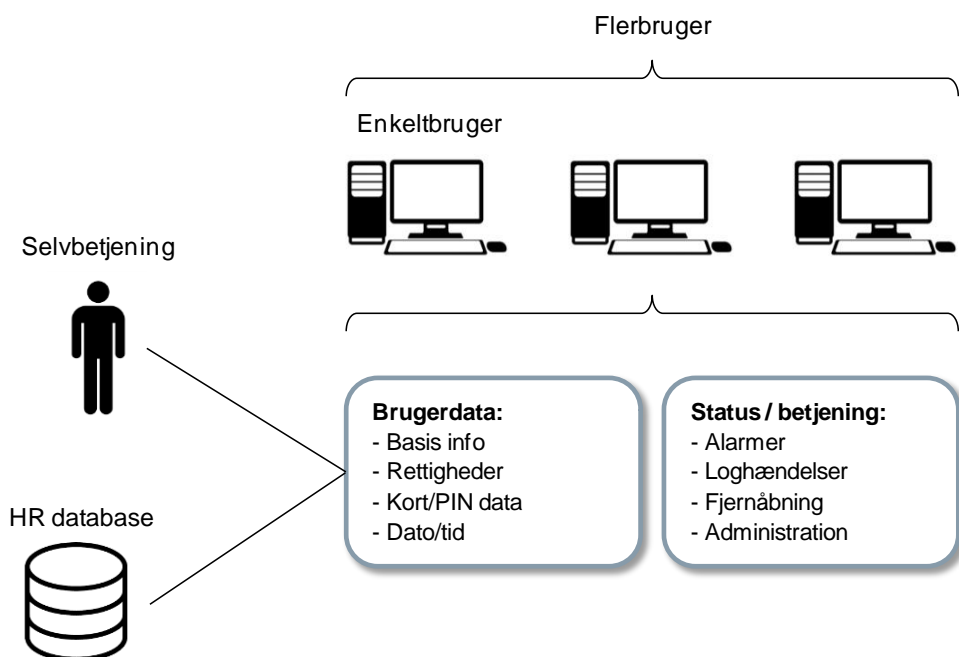 Flerbruger
Enkeltbruger
Selvbetjening
HR database
Brugerdata:
- Basis info
- Rettigheder
- Kort/PIN data
- Dato/tid
Status / betjening:
- Alarmer
- Loghændelser
- Fjernåbning
- Administration